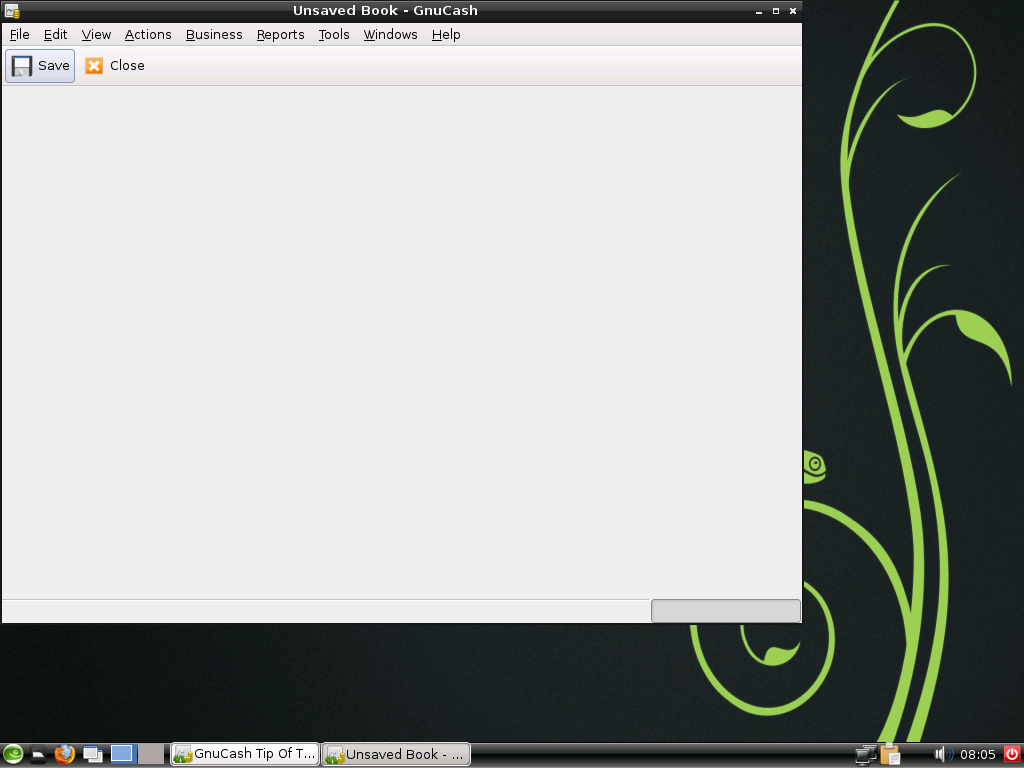 Unsaved Book - GnuCash
File Edit View Actions Business Reports Tools Windows Help
Save Close
GnuCash Tip Of T... Unsaved Book - ... 08:05